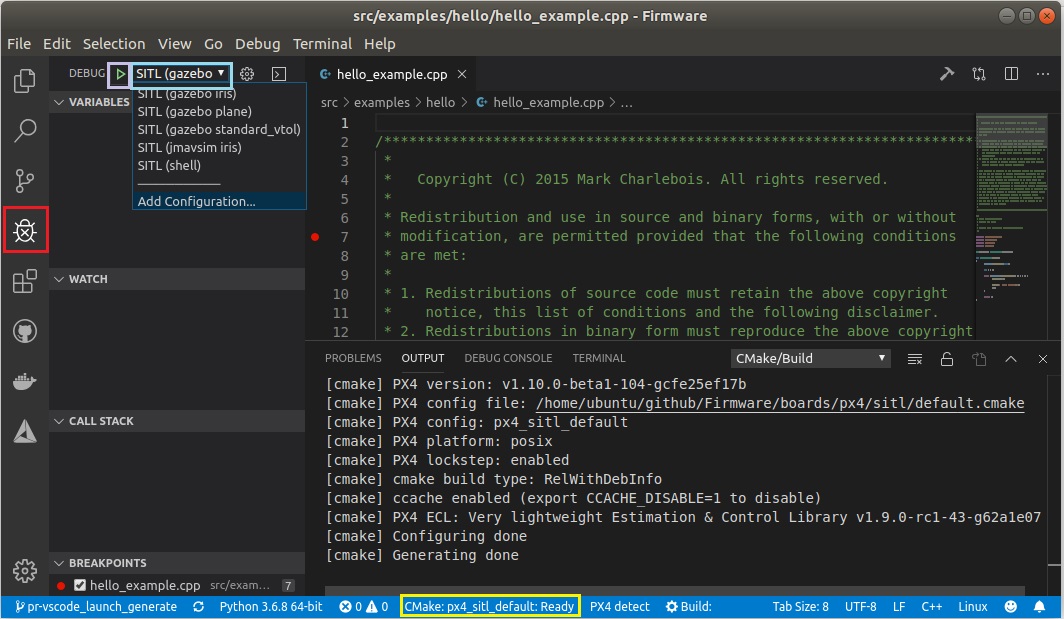 src/examples/hello/hello_example.cpp - Firmware
File Edit Selection View Go Debug Terminal Help
DEBUG SITL (gazebo
hello_example.cpp
VARIABLES
SITL (gazebo iris)
SITL (gazebo plane)
SITL (gazebo standard_vtol)
SITL (jmavsim iris)
SITL (shell)
Add Configuration...
WATCH
CALL STACK
BREAKPOINTS
hello_example.cpp src/exam... 7
src > examples > hello > hello_example.cpp > ...
1
2 /************************************************************************
3 *
4 * Copyright (C) 2015 Mark Charlebois. All rights reserved.
5 *
6 * Redistribution and use in source and binary forms, with or without
7 * modification, are permitted provided that the following conditions
8 * are met:
9 *
10 * 1. Redistributions of source code must retain the above copyright
11 * notice, this list of conditions and the following disclaimer.
12 * 2. Redistributions in binary form must reproduce the above copyright
PROBLEMS OUTPUT DEBUG CONSOLE TERMINAL CMake/Build
[cmake] PX4 version: v1.10.0-beta1-104-gcfe25ef17b
[cmake] PX4 config file: /home/ubuntu/github/Firmware/boards/px4/sitl/default.cmake
[cmake] PX4 config: px4_sitl_default
[cmake] PX4 platform: posix
[cmake] PX4 lockstep: enabled
[cmake] cmake build type: RelWithDebInfo
[cmake] ccache enabled (export CCACHE_DISABLE=1 to disable)
[cmake] PX4 ECL: Very lightweight Estimation & Control Library v1.9.0-rc1-43-g62a1e07
[cmake] Configuring done
[cmake] Generating done
pr-vscode_launch_generate Python 3.6.8 64-bit 0 0 CMake: px4_sitl_default: Ready PX4 detect Build: Tab Size: 8 UTF-8 LF C++ Linux